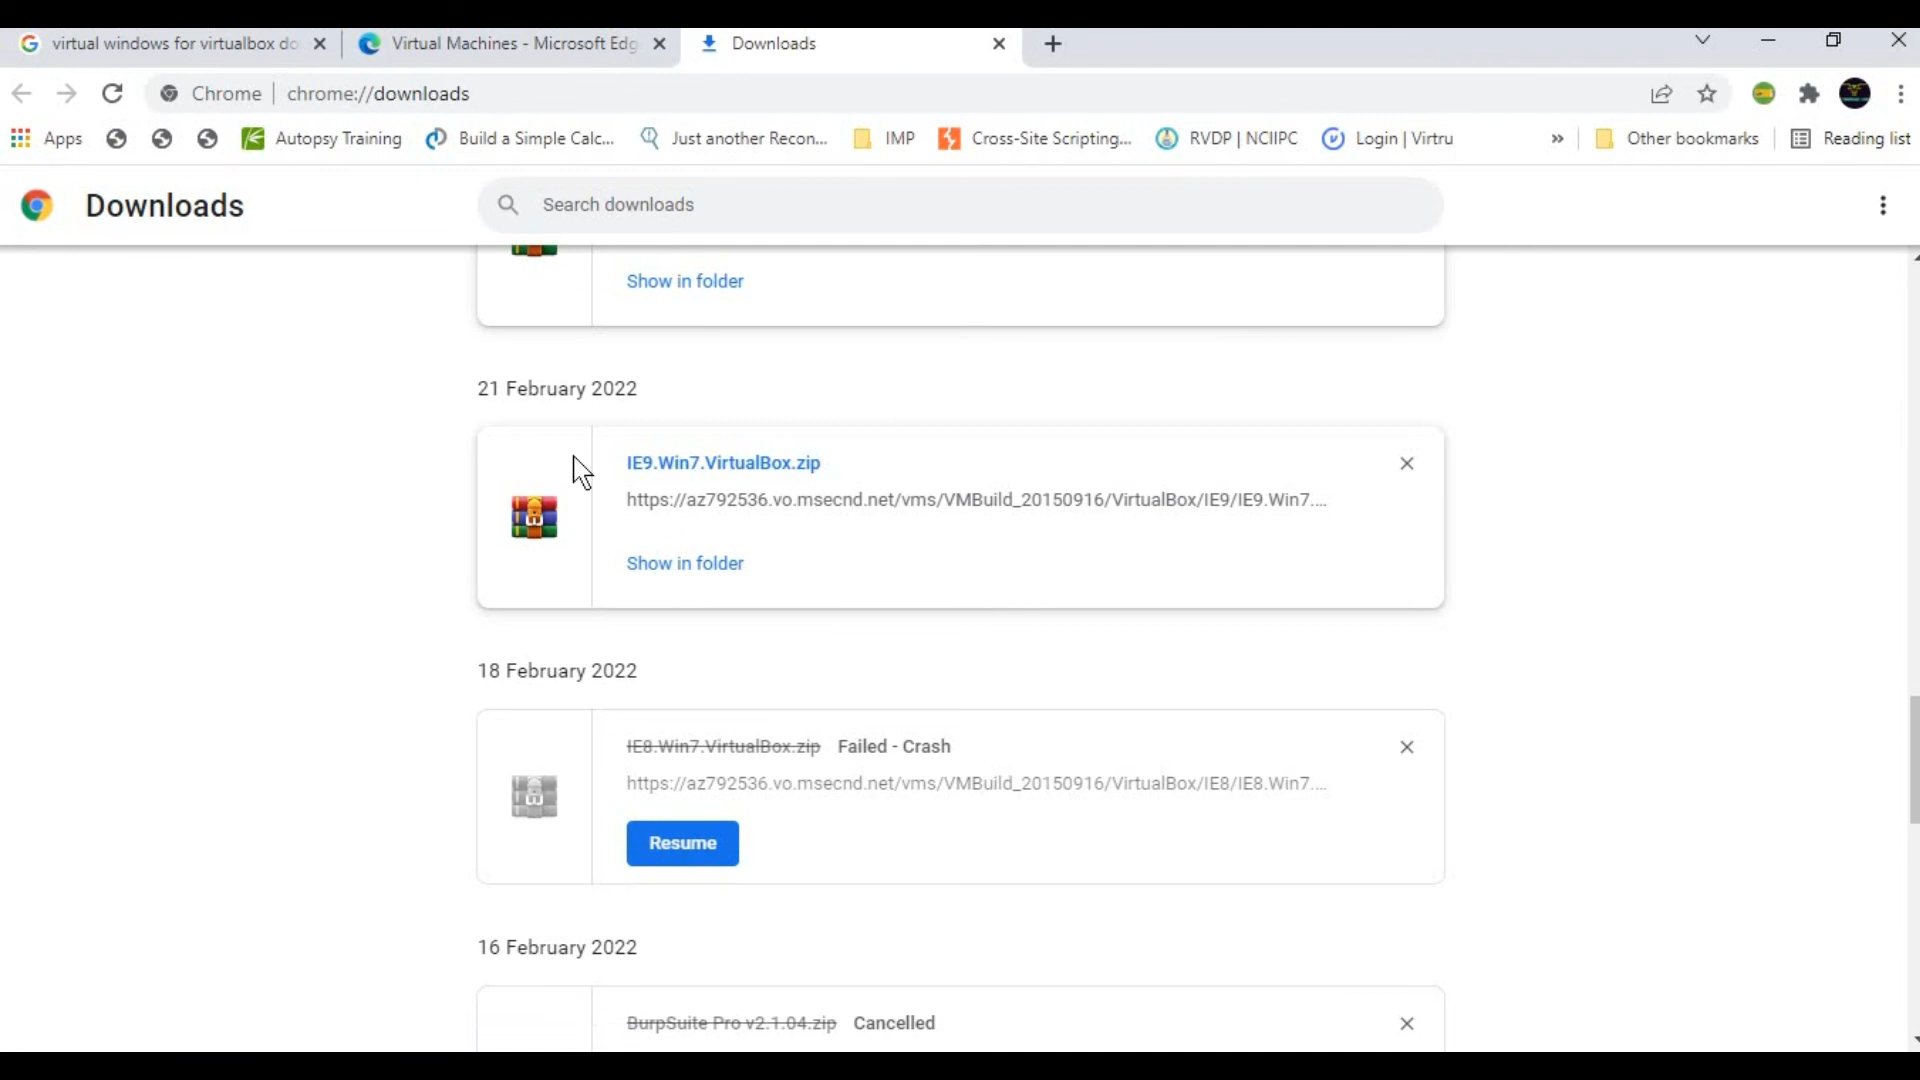 virtual windows for virtualbox do
Virtual Machines - Microsoft Edg
Downloads
Chrome
chrome://downloads
Apps
Autopsy Training
Build a Simple Calc...
Just another Recon...
IMP
Cross-Site Scripting...
RVDP | NCIIPC
Login | Virtru
»
Other bookmarks
Reading list
Downloads
Search downloads
Show in folder
21 February 2022
IE9.Win7.VirtualBox.zip
https://az792536.vo.msecnd.net/vms/VMBuild_20150916/VirtualBox/IE9/IE9.Win7....
Show in folder
18 February 2022
IE8.Win7.VirtualBox.zip Failed - Crash
https://az792536.vo.msecnd.net/vms/VMBuild_20150916/VirtualBox/IE8/IE8.Win7....
Resume
16 February 2022
BurpSuite Pro v2.1.04.zip Cancelled